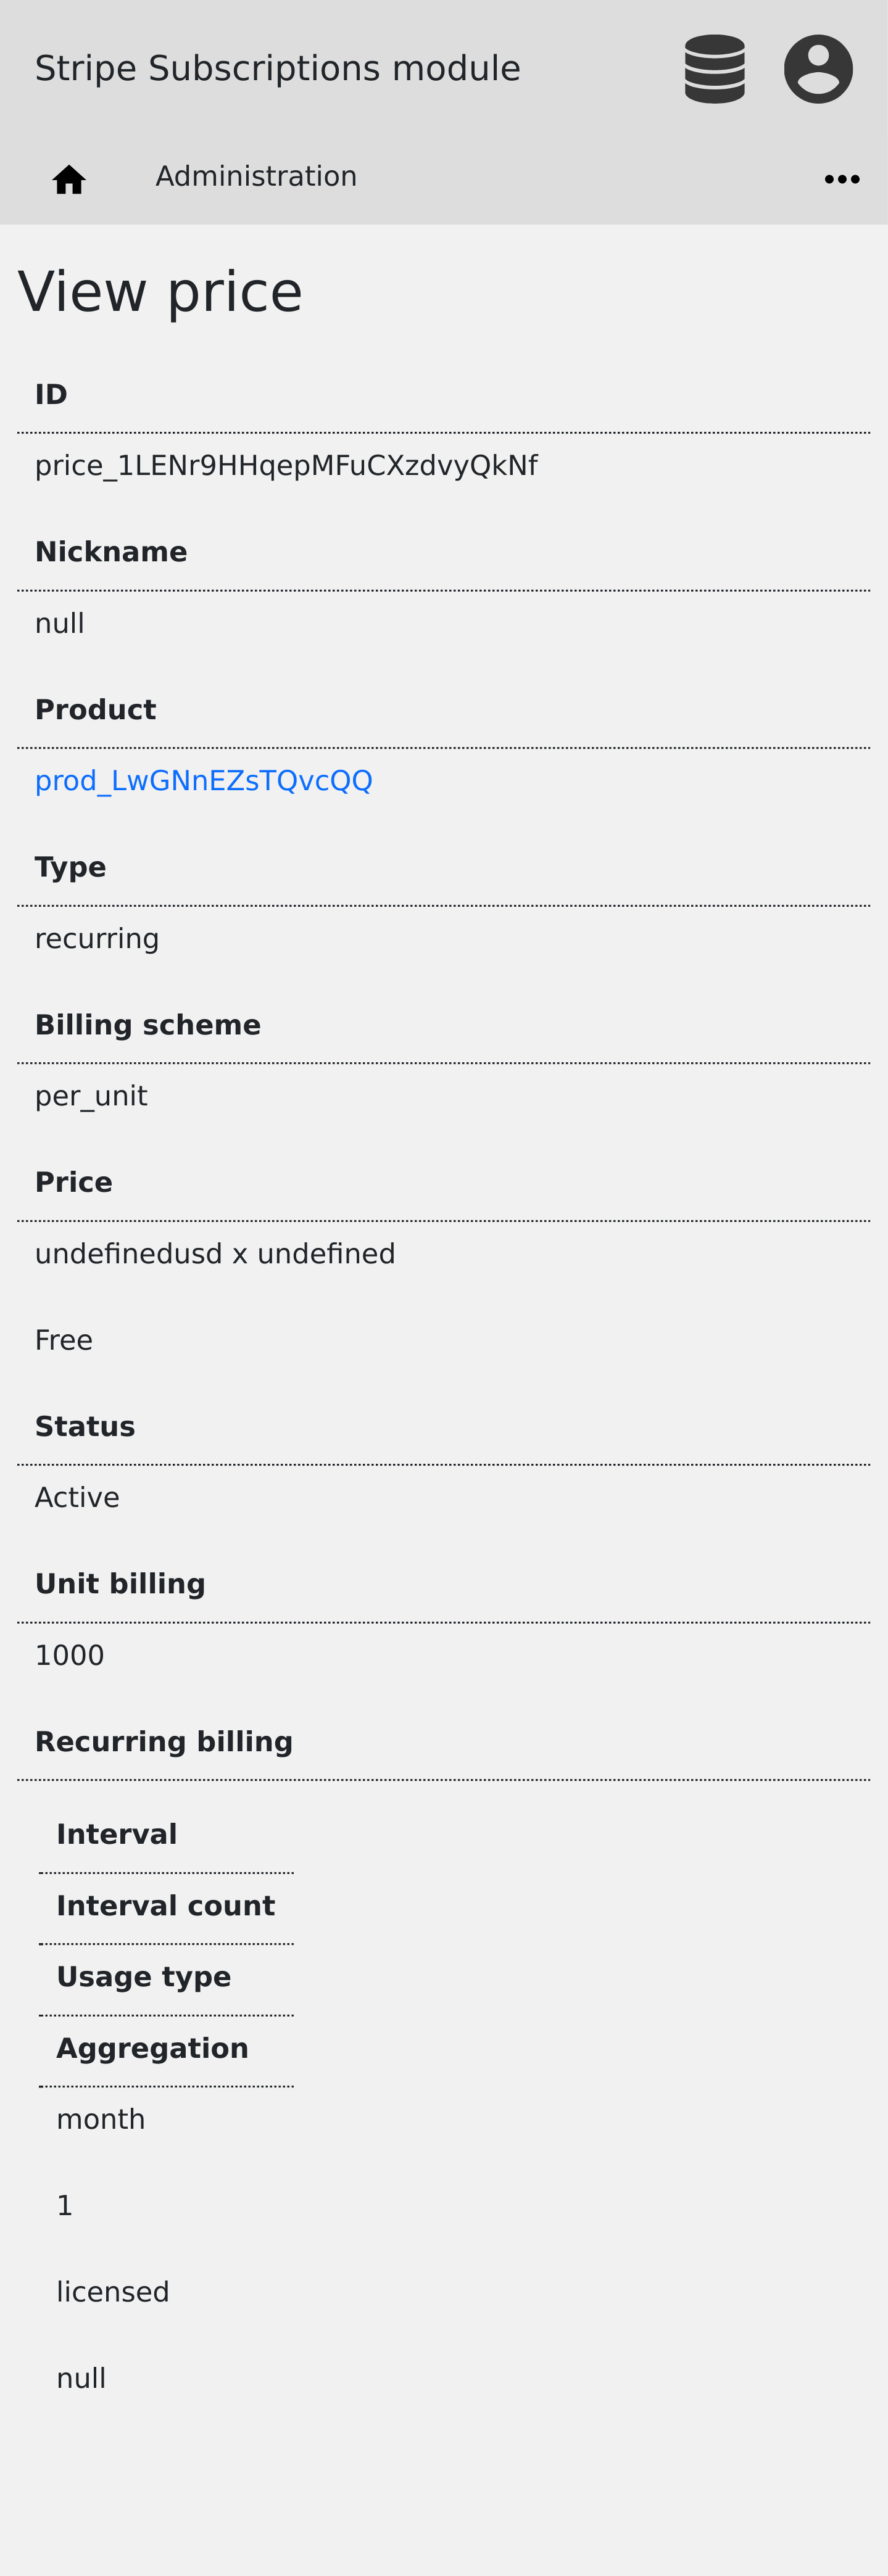 Stripe Subscriptions module
Administration
View price
ID
price_1LENr9HHqepMFuCXzdvyQkNf
Nickname
null
Product
prod_LwGNnEZsTQvcQQ
Type
recurring
Billing scheme
per_unit
Price
undefinedusd x undefined
Free
Status
Active
Unit billing
1000
Recurring billing
Interval
Interval count
Usage type
Aggregation
month
1
licensed
null